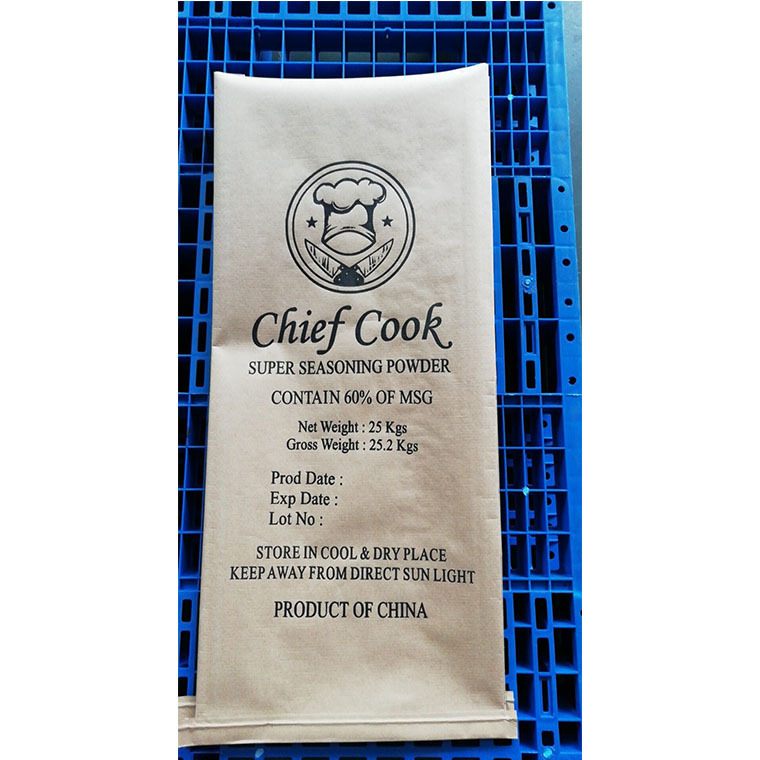 Chief Cook
SUPER SEASONING POWDER
CONTAIN 60% OF MSG
Net Weight : 25 Kgs
Gross Weight : 25.2 Kgs
Prod Date :
Exp Date :
Lot No :
STORE IN COOL & DRY PLACE
KEEP AWAY FROM DIRECT SUN LIGHT
PRODUCT OF CHINA